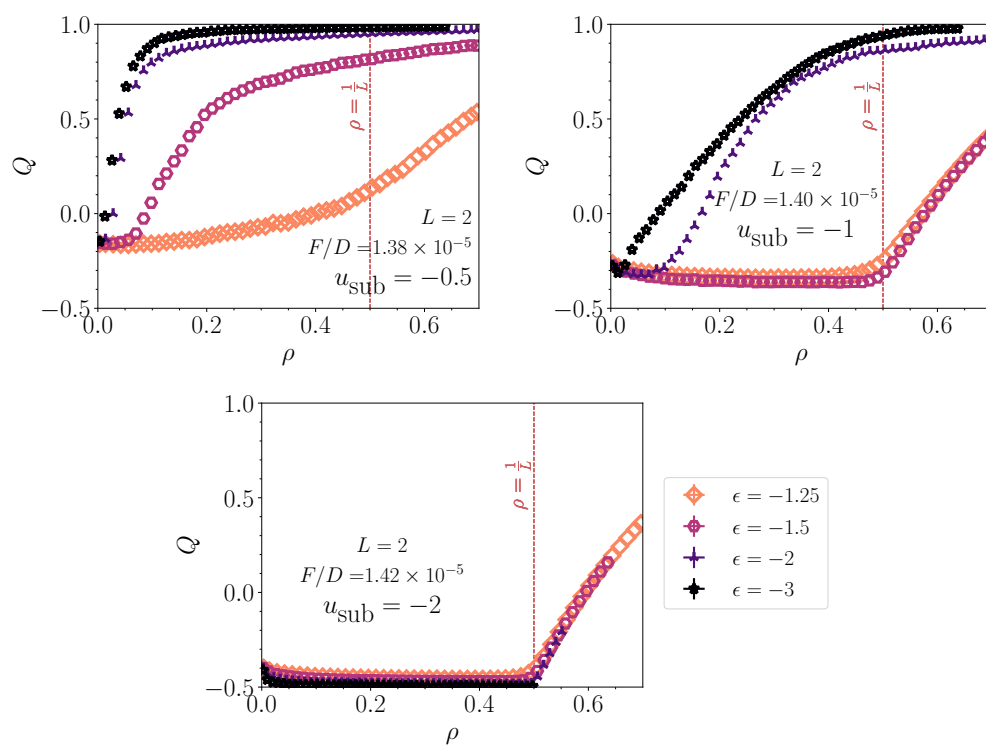 1.0
0.5
0.0
−0.5
Q
0.0 0.2 0.4 0.6
ρ
ρ = 1/L
L = 2
F/D =1.38 × 10⁻⁵
u_sub = −0.5
1.0
0.5
0.0
−0.5
Q
0.0 0.2 0.4 0.6
ρ
ρ = 1/L
L = 2
F/D =1.40 × 10⁻⁵
u_sub = −1
1.0
0.5
0.0
−0.5
Q
0.0 0.2 0.4 0.6
ρ
ρ = 1/L
L = 2
F/D =1.42 × 10⁻⁵
u_sub = −2
ϵ = −1.25
ϵ = −1.5
ϵ = −2
ϵ = −3